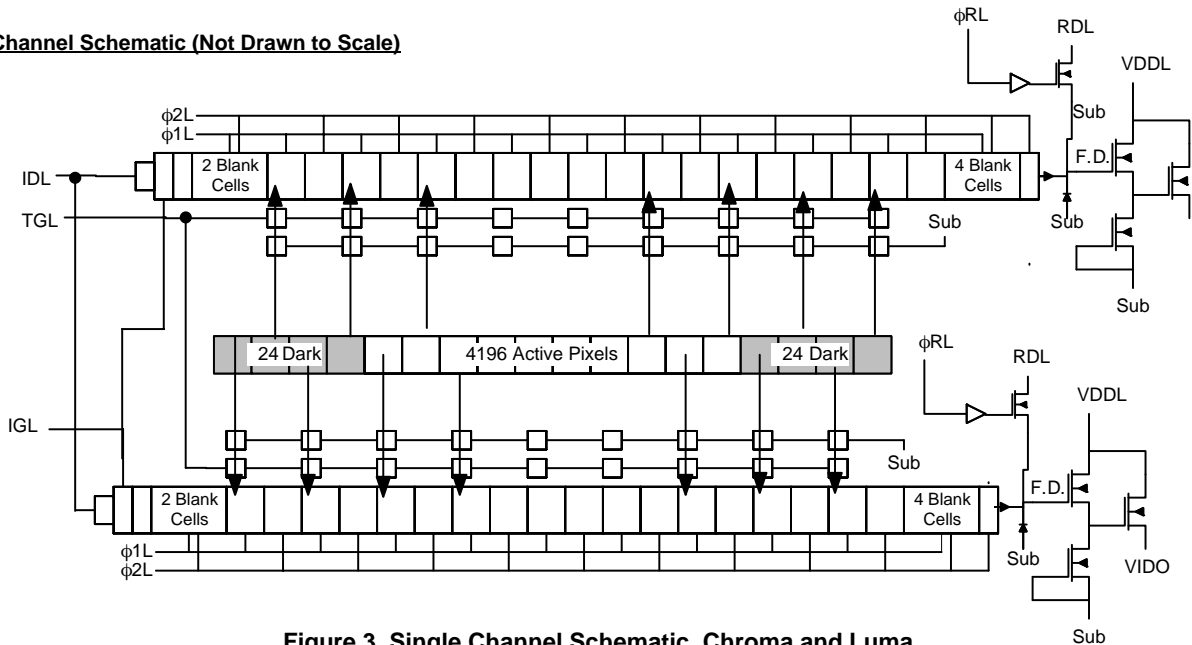 Channel Schematic (Not Drawn to Scale)
ϕRL
RDL
VDDL
Sub
F.D.
Sub
Sub
ϕ2L
ϕ1L
IDL
2 Blank
Cells
4 Blank
Cells
TGL
Sub
24 Dark
4196 Active Pixels
24 Dark
ϕRL
RDL
VDDL
IGL
Sub
F.D.
2 Blank
Cells
4 Blank
Cells
Sub
VIDO
ϕ1L
ϕ2L
Sub
Figure 3. Single Channel Schematic, Chroma and Luma